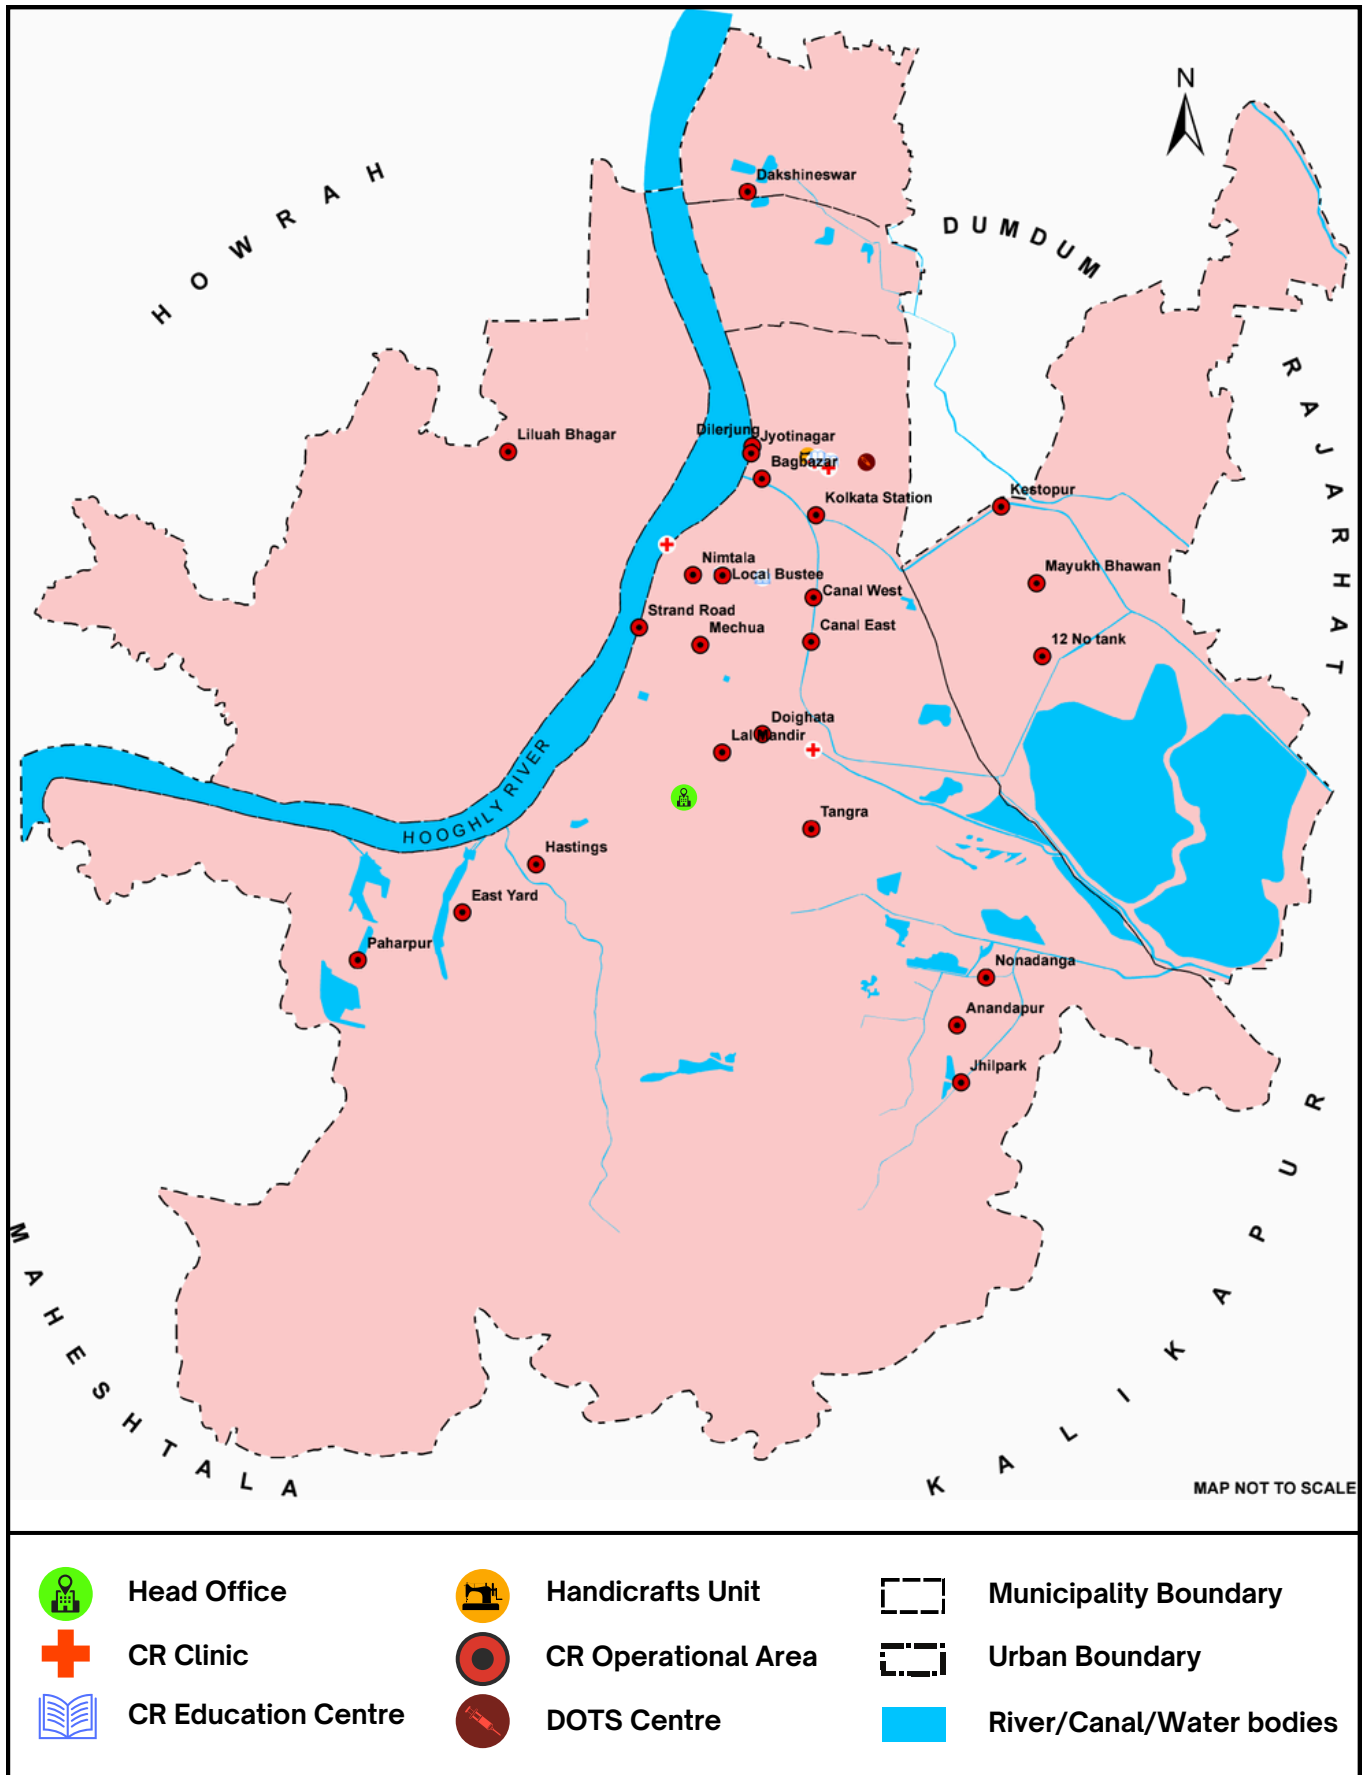 N
HOWRAH
DUMDUM
RAJARHAT
Dakshineswar
Liluah Bhagar
Dilerjung
Jyotinagar
Bagbazar
Kolkata Station
Kestopur
Nimtala
Local Bustee
Mayukh Bhawan
Canal West
Strand Road
Mechua
Canal East
12 No tank
Doighata
Lal Mandir
HOOGHLY RIVER
Tangra
Hastings
East Yard
Paharpur
Nonadanga
Anandapur
Jhilpark
MAHESHTALA
KALIKAPUR
MAP NOT TO SCALE
Head Office
Handicrafts Unit
Municipality Boundary
CR Clinic
CR Operational Area
Urban Boundary
CR Education Centre
DOTS Centre
River/Canal/Water bodies